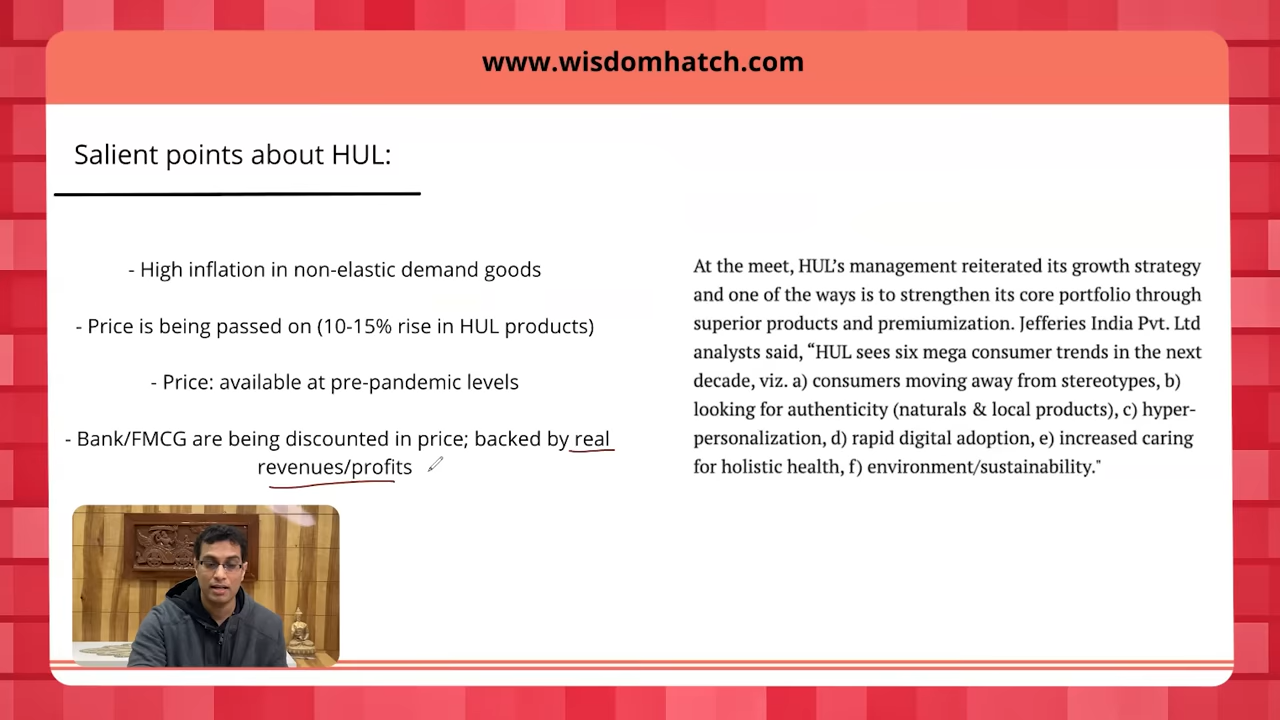 www.wisdomhatch.com
Salient points about HUL:
- High inflation in non-elastic demand goods
- Price is being passed on (10-15% rise in HUL products)
- Price: available at pre-pandemic levels
- Bank/FMCG are being discounted in price; backed by real
revenues/profits
At the meet, HUL’s management reiterated its growth strategy
and one of the ways is to strengthen its core portfolio through
superior products and premiumization. Jefferies India Pvt. Ltd
analysts said, “HUL sees six mega consumer trends in the next
decade, viz. a) consumers moving away from stereotypes, b)
looking for authenticity (naturals & local products), c) hyper-
personalization, d) rapid digital adoption, e) increased caring
for holistic health, f) environment/sustainability."